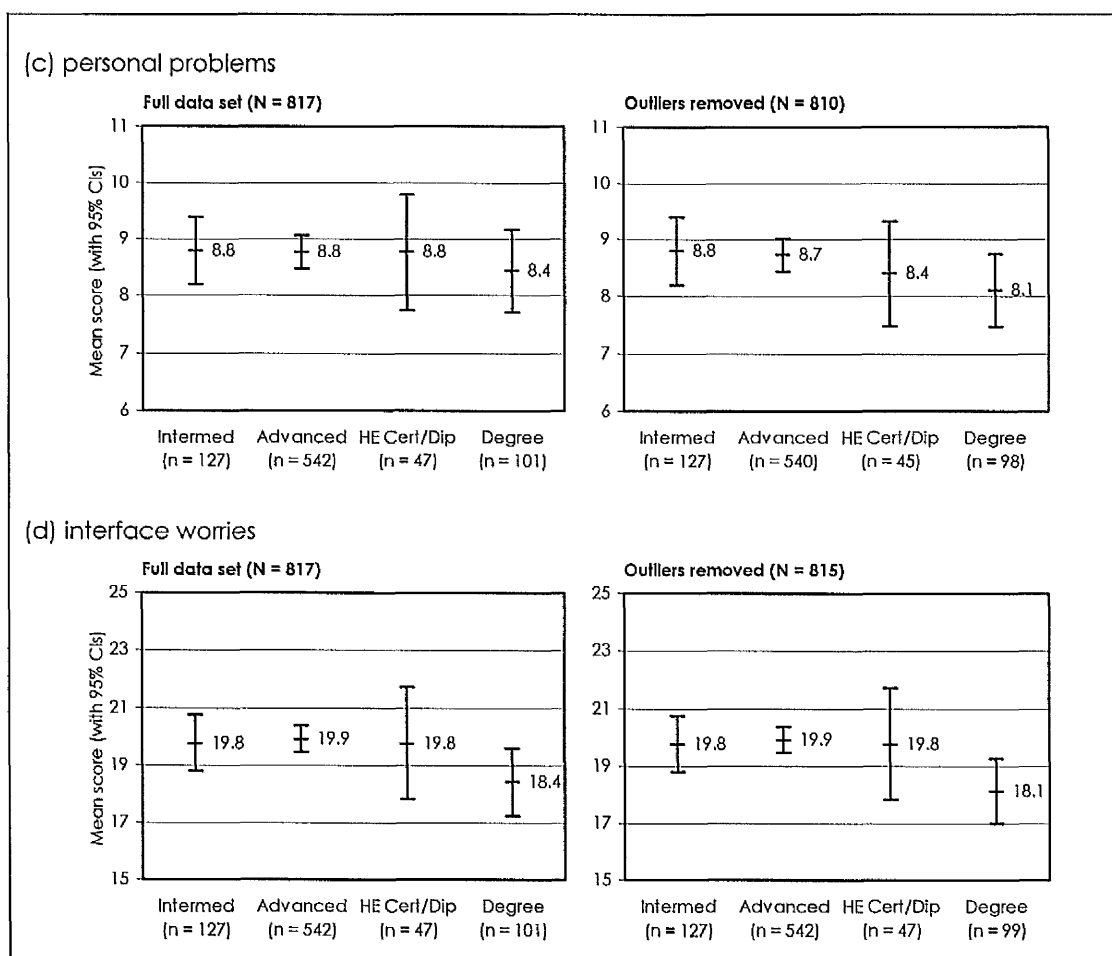 (c) personal problems
Full data set (N = 817)
Mean score (with 95% CIs)
11
10
9
8
7
6
8.8
8.8
8.8
8.4
Intermed Advanced HE Cert/Dip Degree
(n = 127) (n = 542) (n = 47) (n = 101)
Outliers removed (N = 810)
11
10
9
8
7
6
8.8
8.7
8.4
8.1
Intermed Advanced HE Cert/Dip Degree
(n = 127) (n = 540) (n = 45) (n = 98)
(d) interface worries
Full data set (N = 817)
Mean score (with 95% CIs)
25
23
21
19
17
15
19.8
19.9
19.8
18.4
Intermed Advanced HE Cert/Dip Degree
(n = 127) (n = 542) (n = 47) (n = 101)
Outliers removed (N = 815)
25
23
21
19
17
15
19.8
19.9
19.8
18.1
Intermed Advanced HE Cert/Dip Degree
(n = 127) (n = 542) (n = 47) (n = 99)